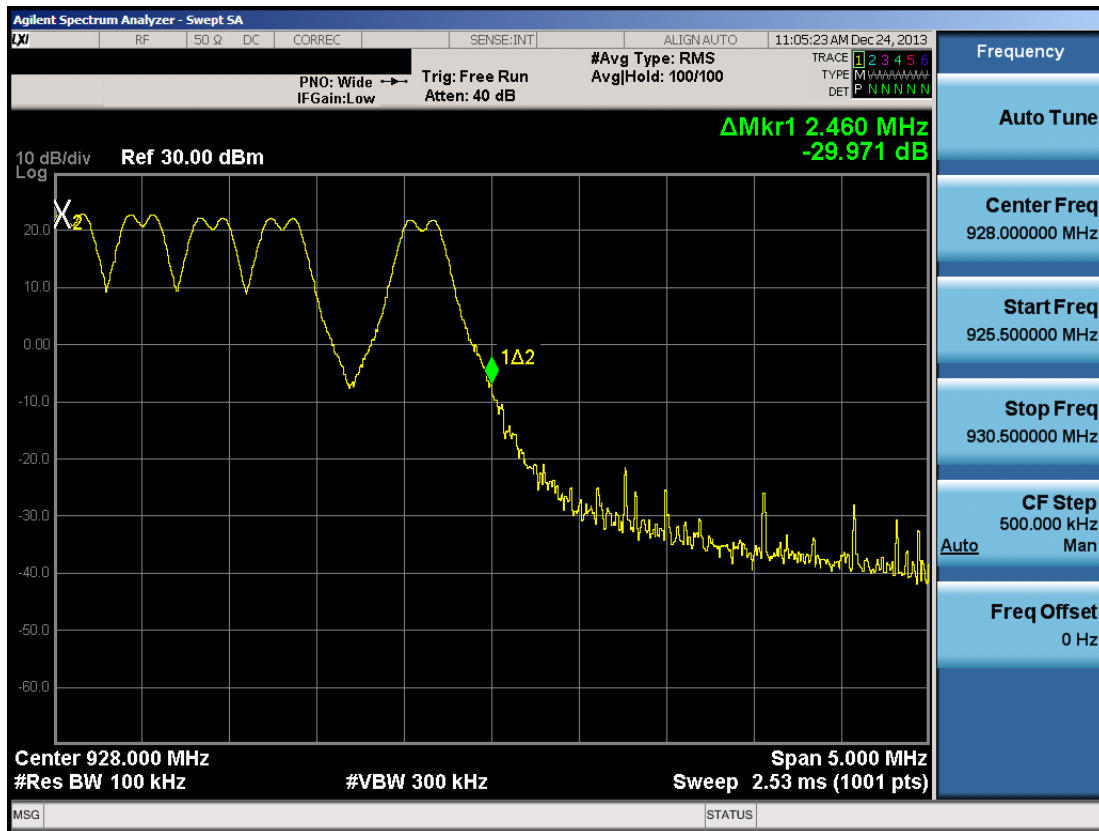 Agilent Spectrum Analyzer - Swept SA
LXI RF 50 Ω DC CORREC SENSE:INT ALIGN AUTO 11:05:23 AM Dec 24, 2013
PNO: Wide
IFGain:Low
Trig: Free Run
Atten: 40 dB
#Avg Type: RMS
Avg|Hold: 100/100
TRACE 1 2 3 4 5 6
TYPE M WWWWW
DET P N N N N N
ΔMkr1 2.460 MHz
-29.971 dB
10 dB/div Ref 30.00 dBm
Log
20.0
10.0
0.00
-10.0
-20.0
-30.0
-40.0
-50.0
-60.0
X2
1Δ2
Center 928.000 MHz Span 5.000 MHz
#Res BW 100 kHz #VBW 300 kHz Sweep 2.53 ms (1001 pts)
MSG STATUS
Frequency
Auto Tune
Center Freq
928.000000 MHz
Start Freq
925.500000 MHz
Stop Freq
930.500000 MHz
CF Step
500.000 kHz
Auto Man
Freq Offset
0 Hz